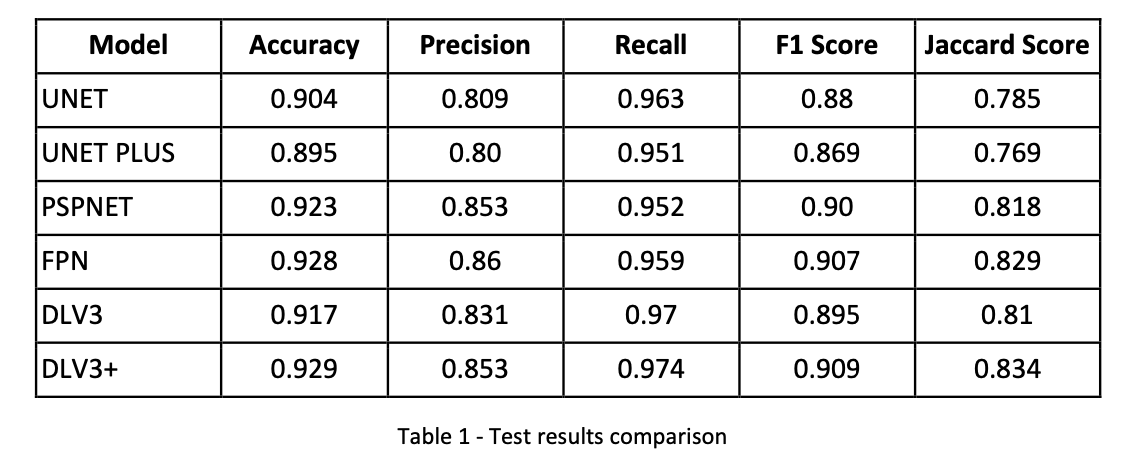 Model Accuracy Precision Recall F1 Score Jaccard Score
UNET 0.904 0.809 0.963 0.88 0.785
UNET PLUS 0.895 0.80 0.951 0.869 0.769
PSPNET 0.923 0.853 0.952 0.90 0.818
FPN 0.928 0.86 0.959 0.907 0.829
DLV3 0.917 0.831 0.97 0.895 0.81
DLV3+ 0.929 0.853 0.974 0.909 0.834
Table 1 - Test results comparison